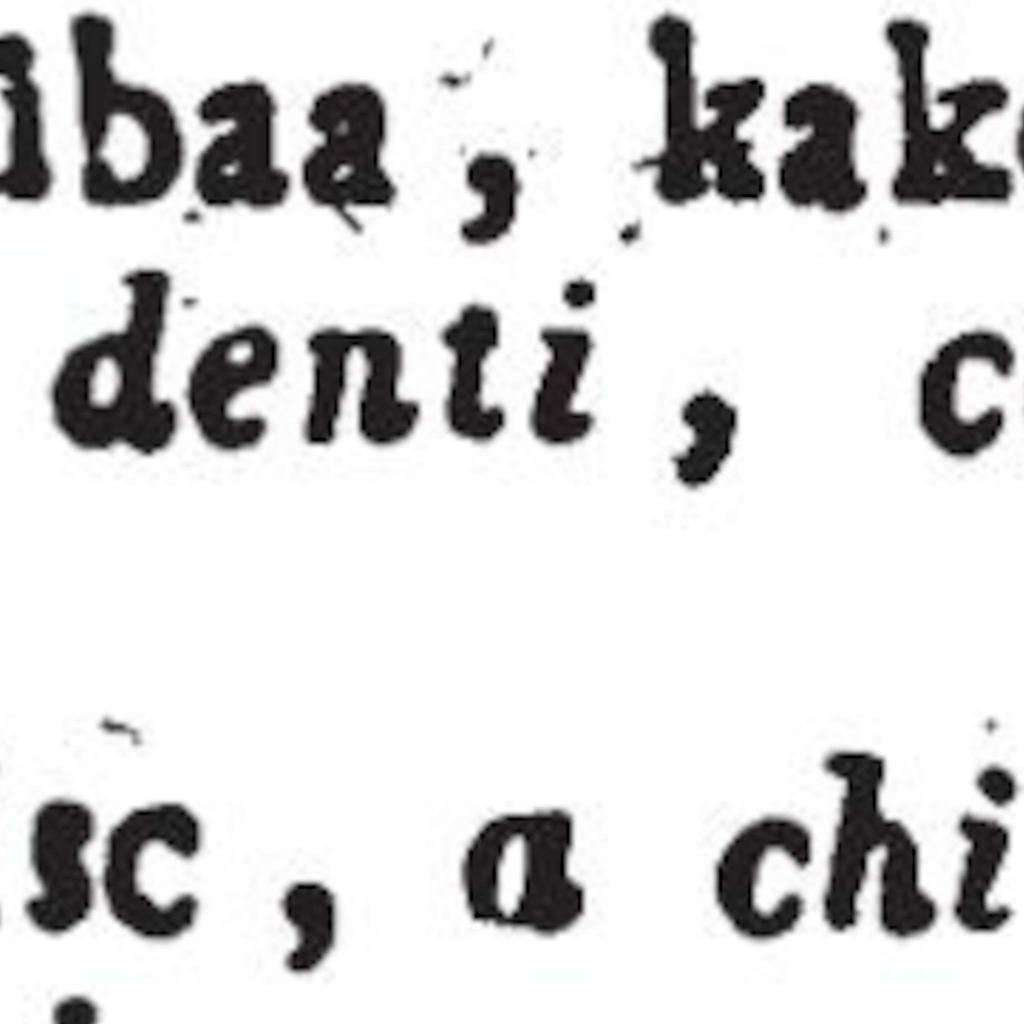 ibaa, kak
denti, c
sc, a chi